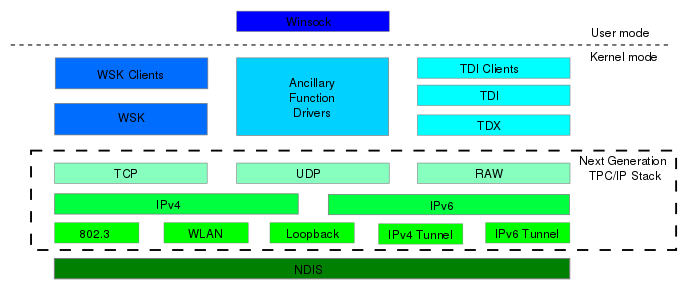 Winsock
User mode
Kernel mode
WSK Clients
Ancillary
Function
Drivers
TDI Clients
TDI
WSK
TDX
Next Generation
TPC/IP Stack
TCP
UDP
RAW
IPv4
IPv6
802.3
WLAN
Loopback
IPv4 Tunnel
IPv6 Tunnel
NDIS